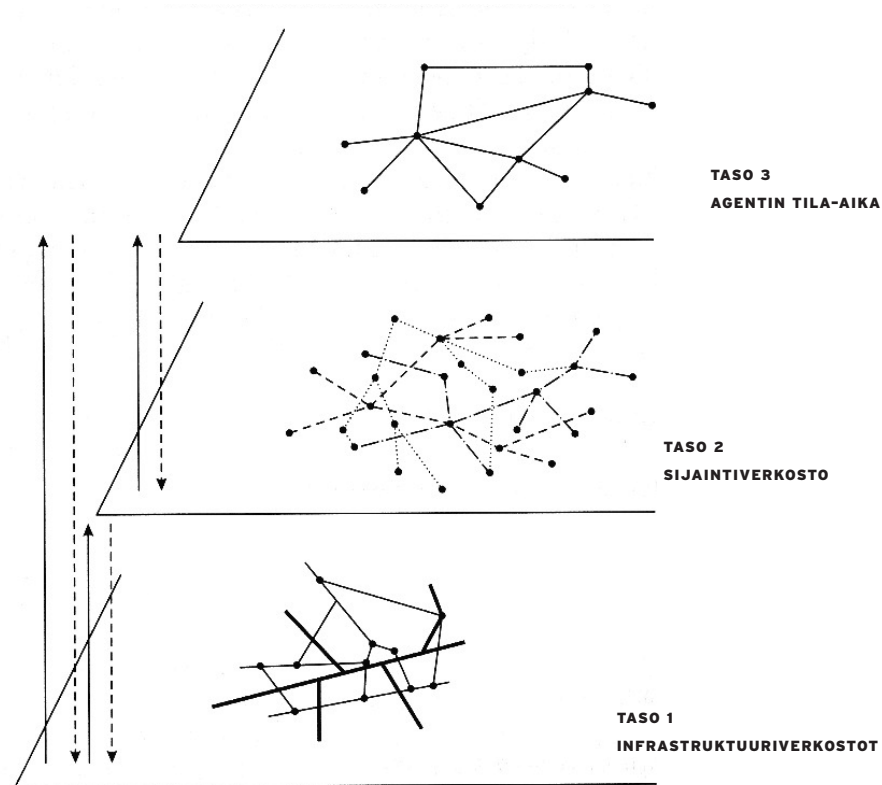 TASO 3
AGENTIN TILA-AIKA
TASO 2
SIJAINTIVERKOSTO
TASO 1
INFRASTRUKTUURIVERKOSTOT